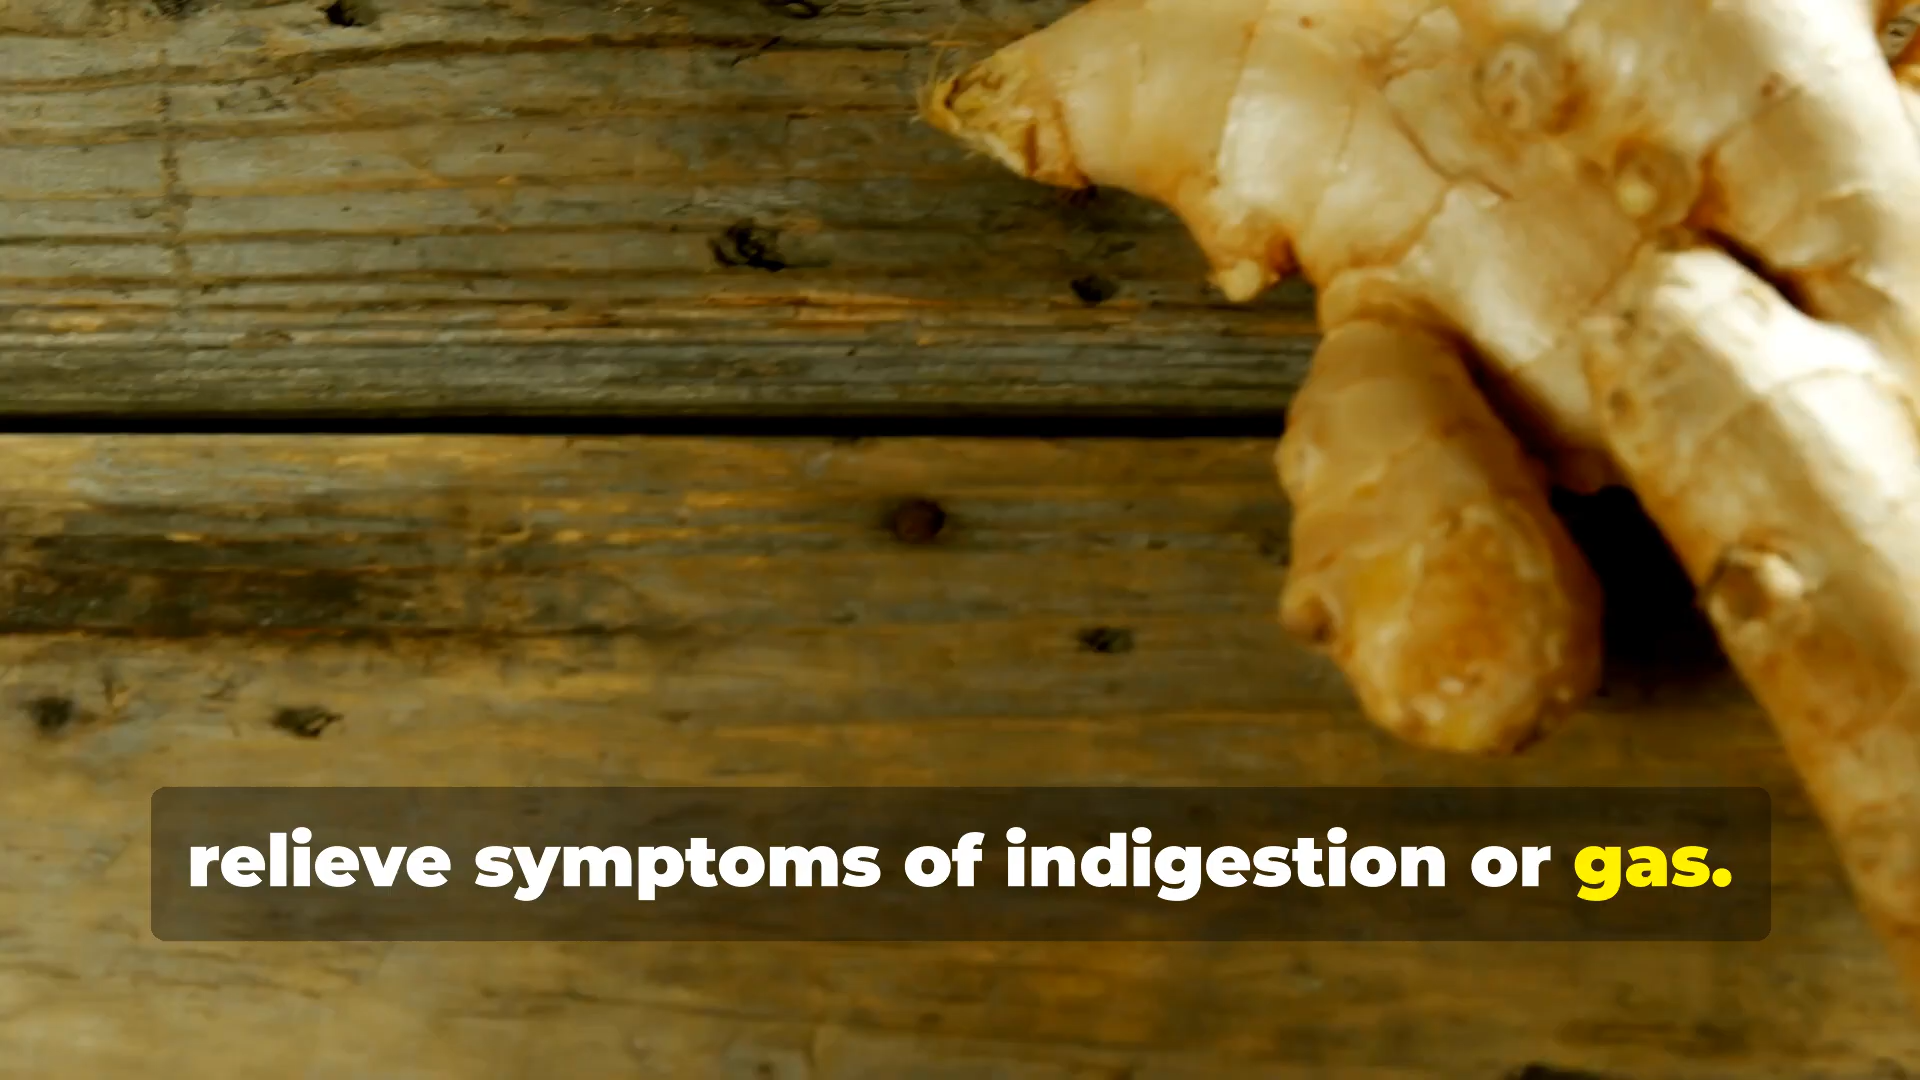 relieve symptoms of indigestion or gas.